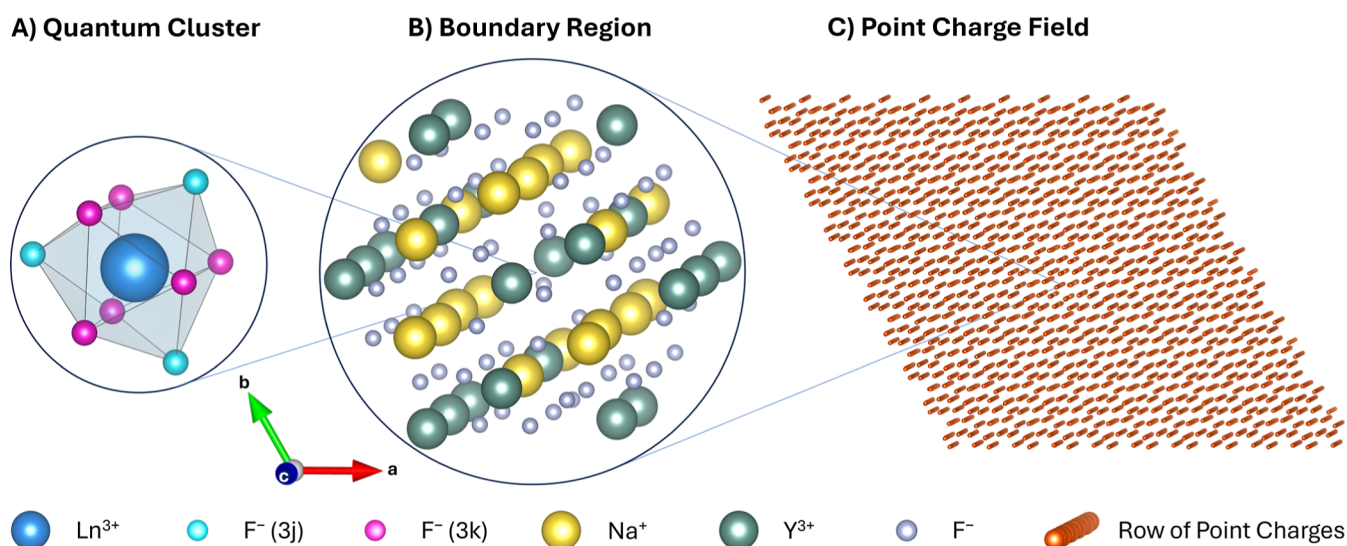 A) Quantum Cluster
B) Boundary Region
C) Point Charge Field
b
a
c
Ln³⁺
F⁻ (3j)
F⁻ (3k)
Na⁺
Y³⁺
F⁻
Row of Point Charges